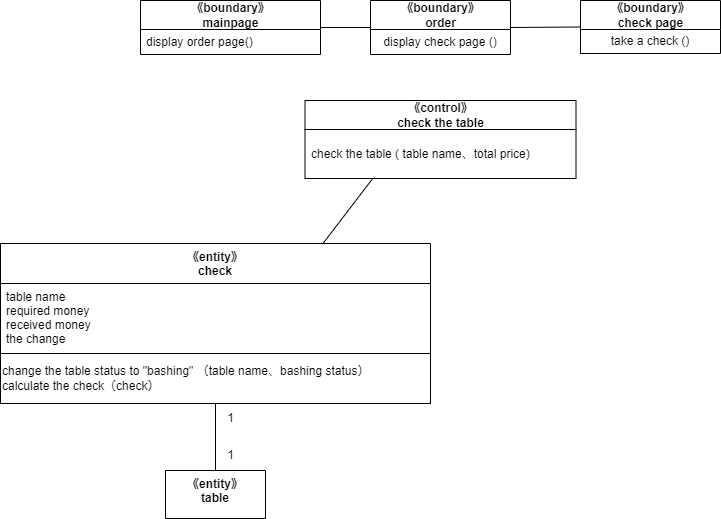 《boundary》
mainpage
display order page()
《boundary》
order
display check page ()
《boundary》
check page
take a check ()
《control》
check the table
check the table ( table name、total price)
《entity》
check
table name
required money
received money
the change
change the table status to "bashing" （table name、bashing status）
calculate the check（check）
1
1
《entity》
table